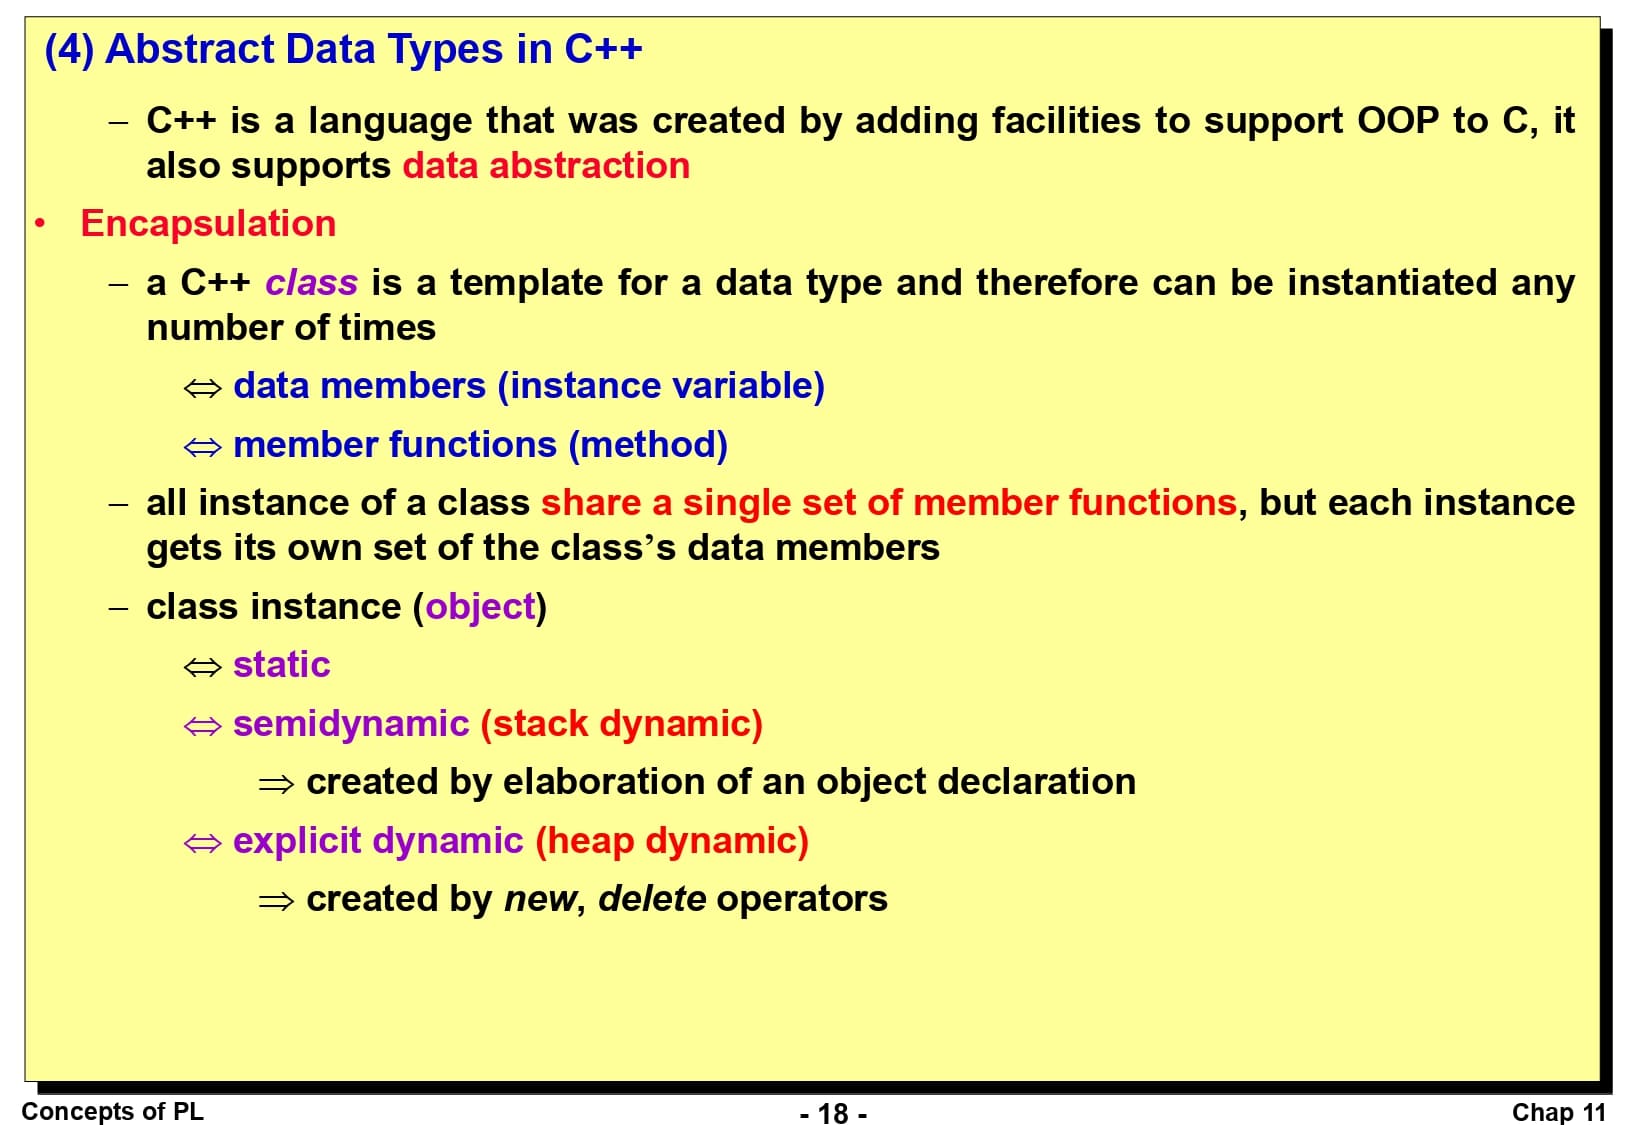 (4) Abstract Data Types in C++
– C++ is a language that was created by adding facilities to support OOP to C, it
also supports data abstraction
• Encapsulation
– a C++ class is a template for a data type and therefore can be instantiated any
number of times
⇔ data members (instance variable)
⇔ member functions (method)
– all instance of a class share a single set of member functions, but each instance
gets its own set of the class’s data members
– class instance (object)
⇔ static
⇔ semidynamic (stack dynamic)
⇒ created by elaboration of an object declaration
⇔ explicit dynamic (heap dynamic)
⇒ created by new, delete operators
Concepts of PL
- 18 -
Chap 11